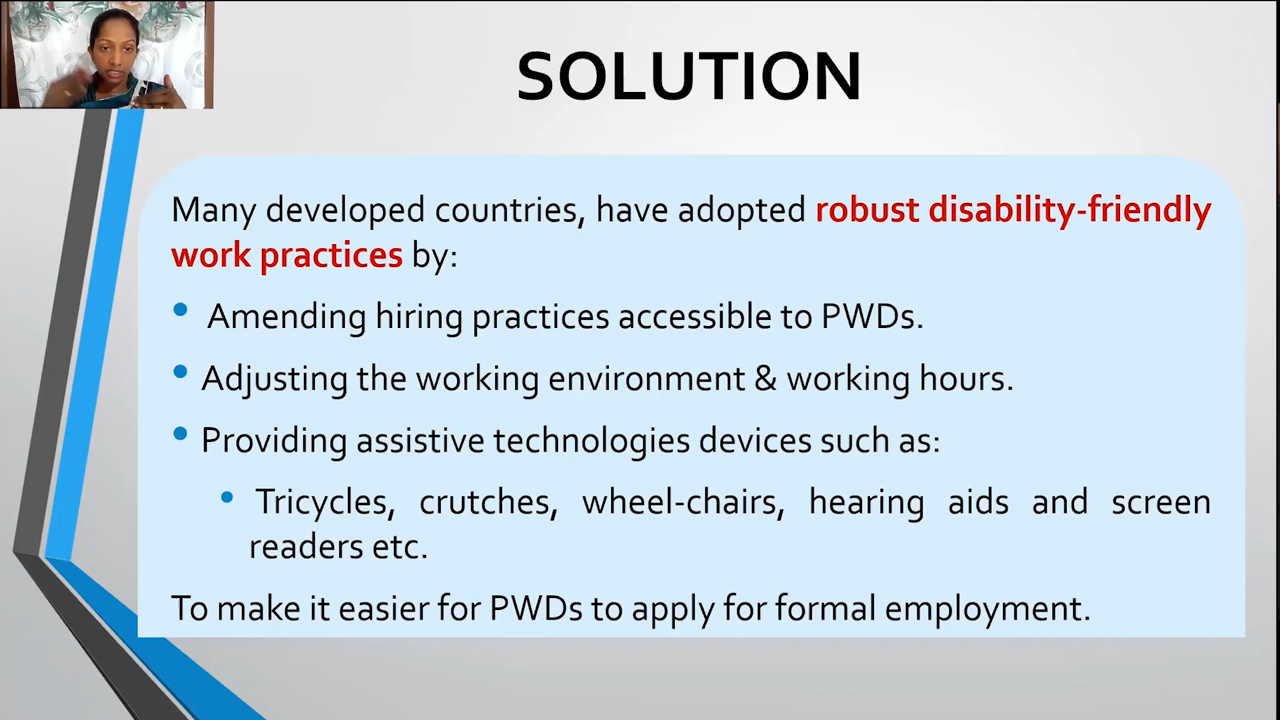 SOLUTION
Many developed countries, have adopted robust disability-friendly
work practices by:
• Amending hiring practices accessible to PWDs.
• Adjusting the working environment & working hours.
• Providing assistive technologies devices such as:
• Tricycles, crutches, wheel-chairs, hearing aids and screen
readers etc.
To make it easier for PWDs to apply for formal employment.